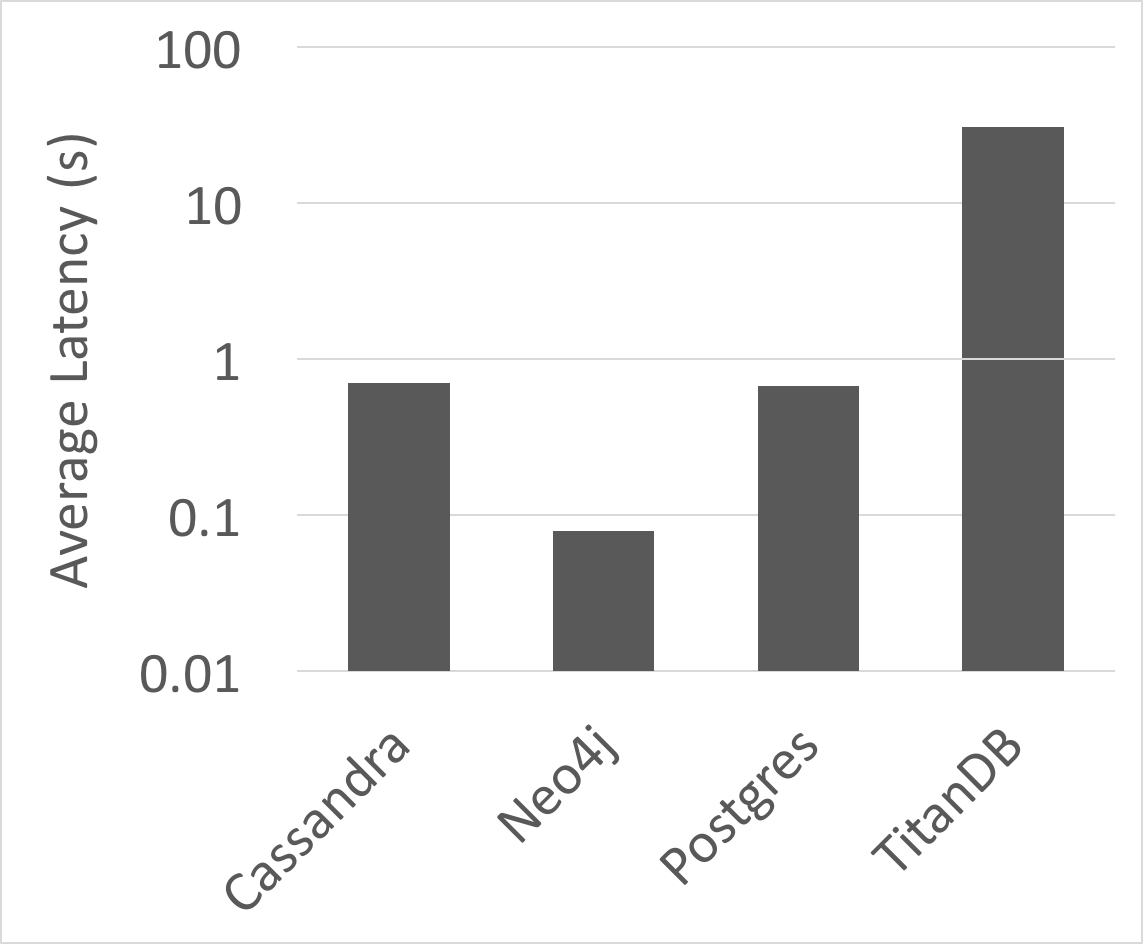 Average Latency (s)
100
10
1
0.1
0.01
Cassandra
Neo4j
Postgres
TitanDB